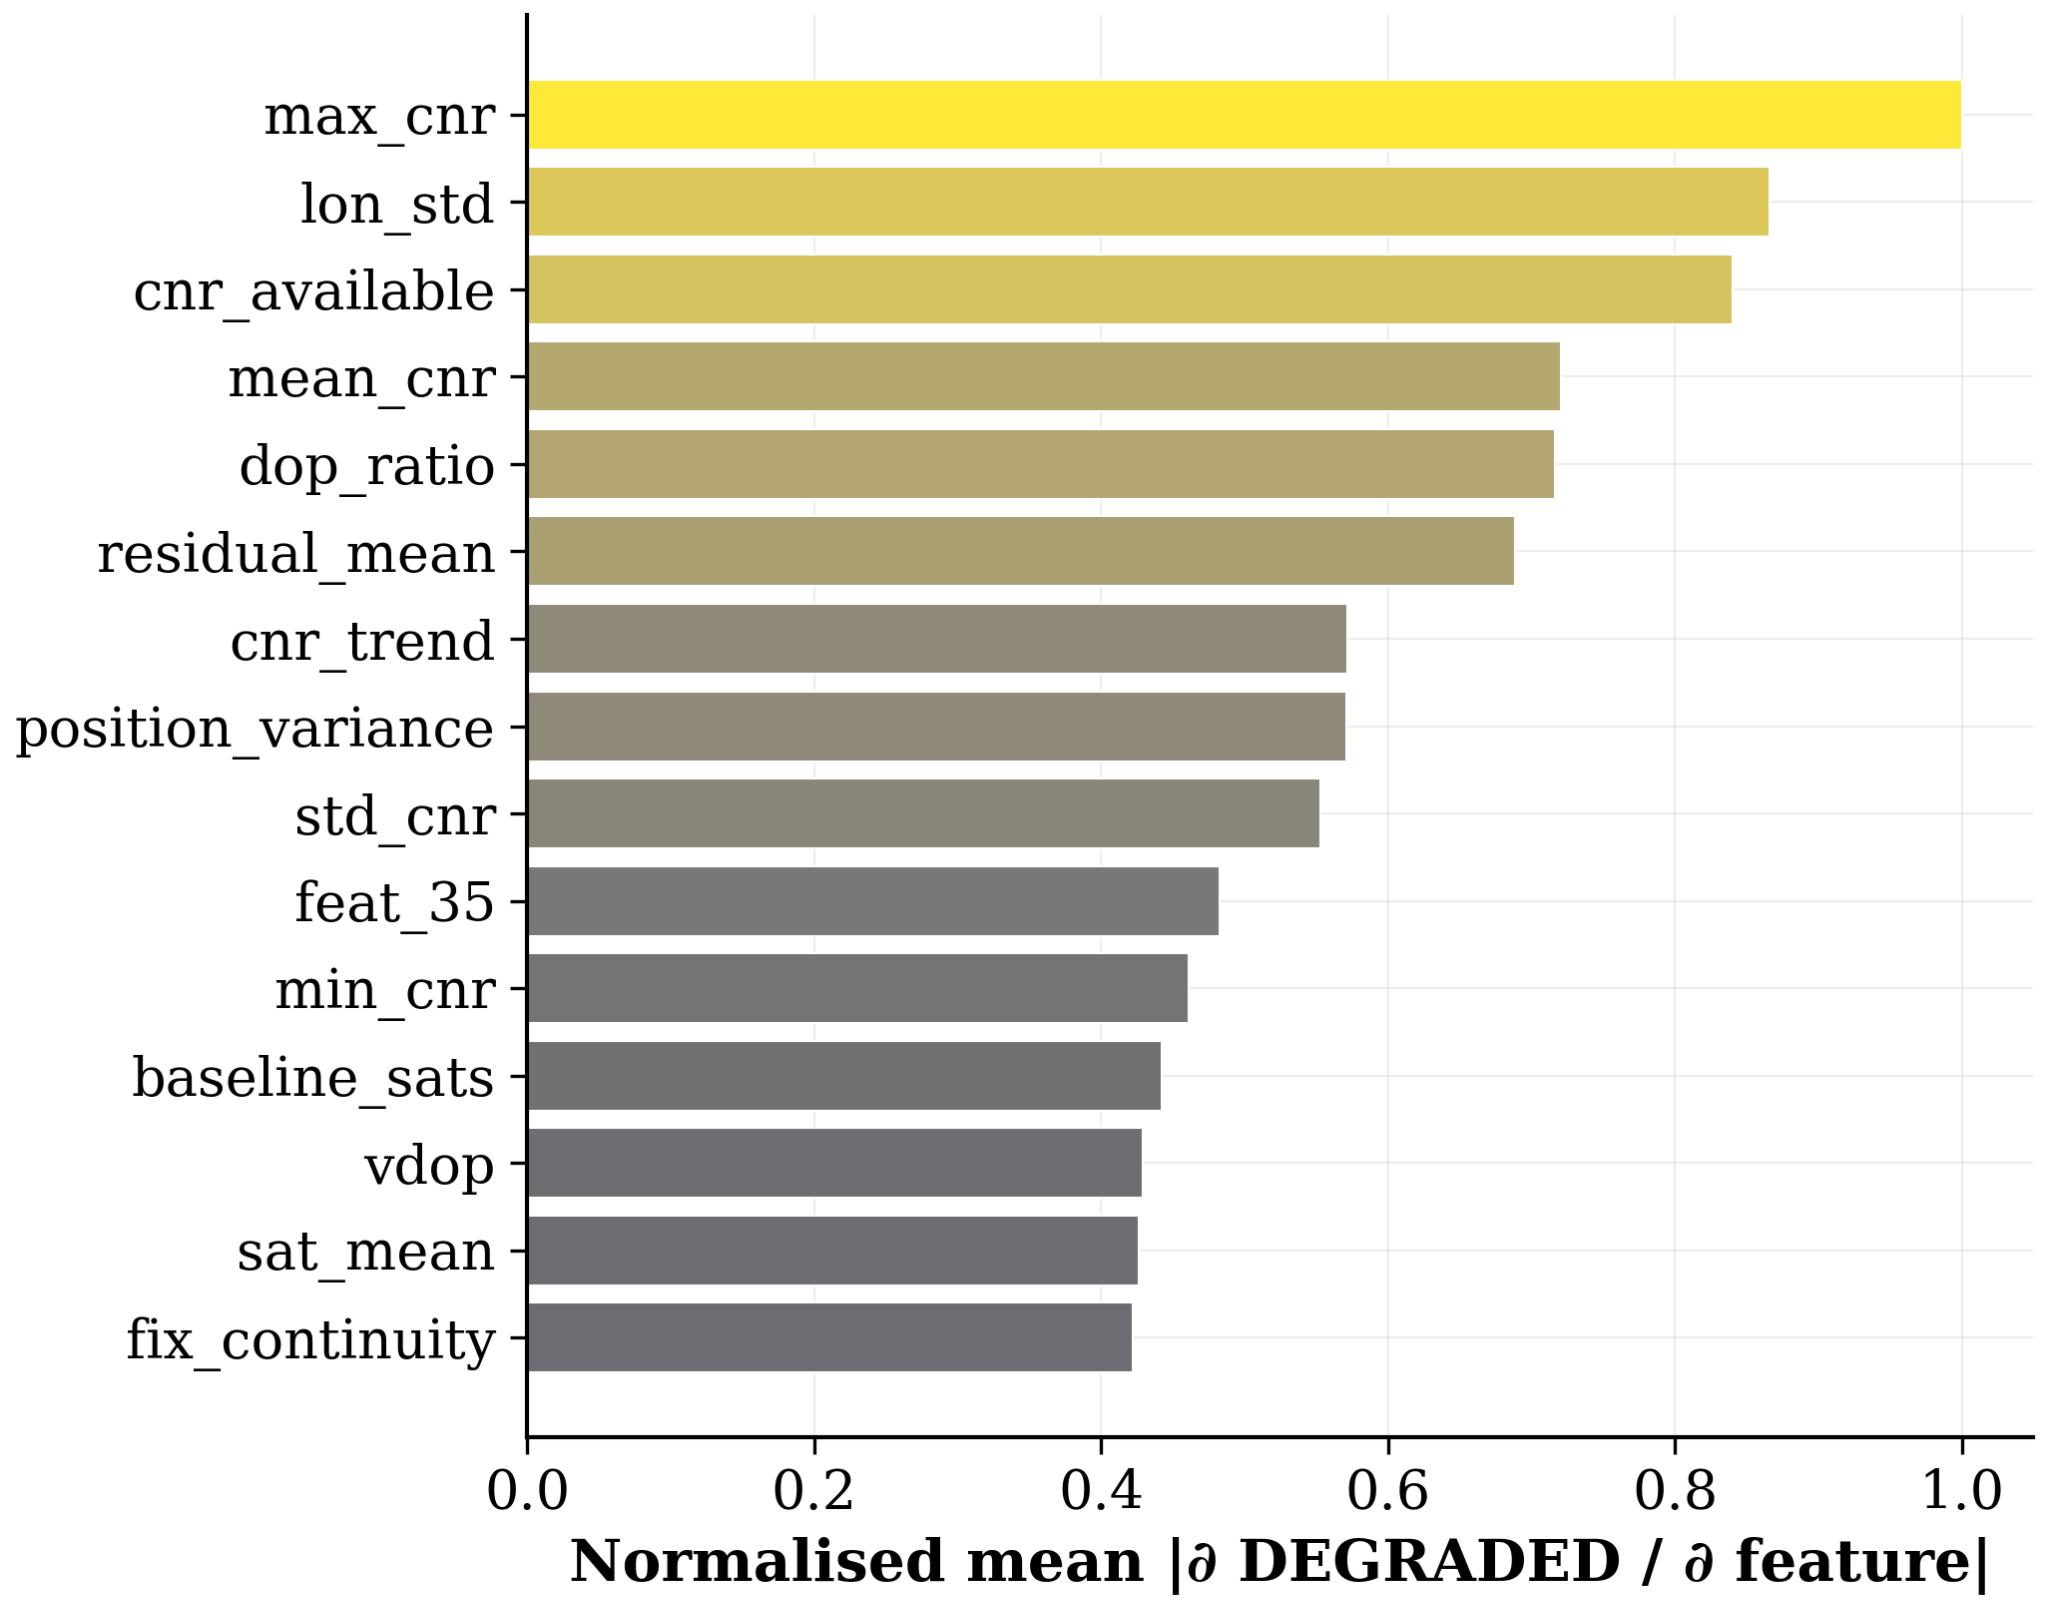 max_cnr
lon_std
cnr_available
mean_cnr
dop_ratio
residual_mean
cnr_trend
position_variance
std_cnr
feat_35
min_cnr
baseline_sats
vdop
sat_mean
fix_continuity
0.0 0.2 0.4 0.6 0.8 1.0
Normalised mean |∂ DEGRADED / ∂ feature|